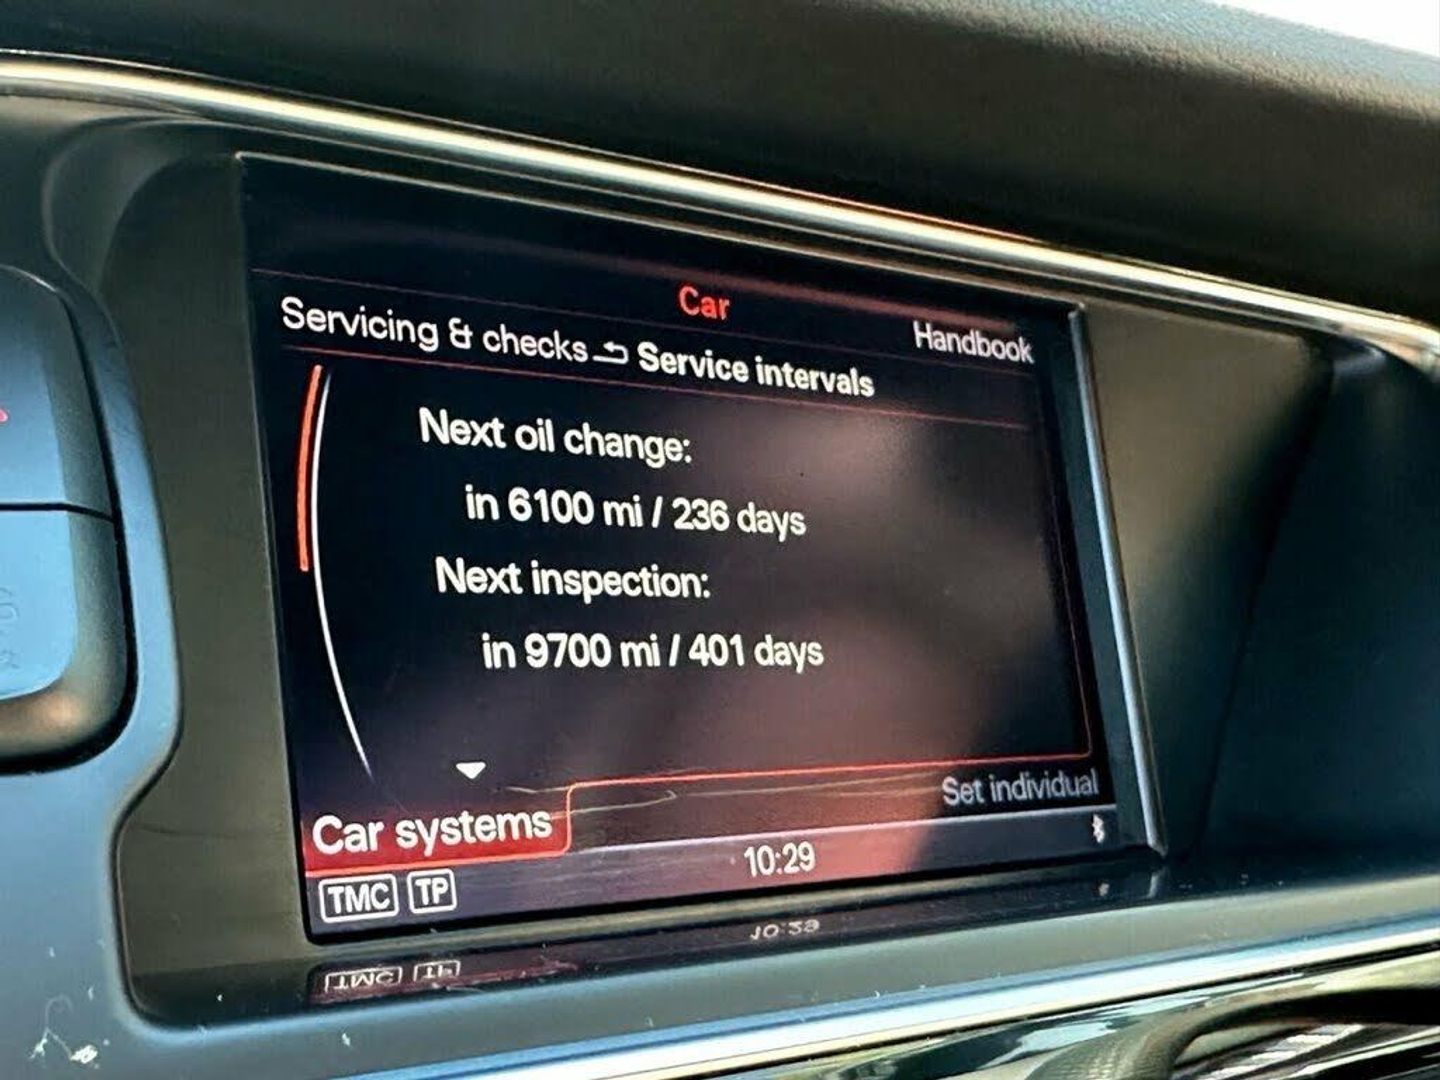 Car
Servicing & checks Service intervals
Handbook
Next oil change:
in 6100 mi / 236 days
Next inspection:
in 9700 mi / 401 days
Set individual
Car systems
TMC TP
10:29